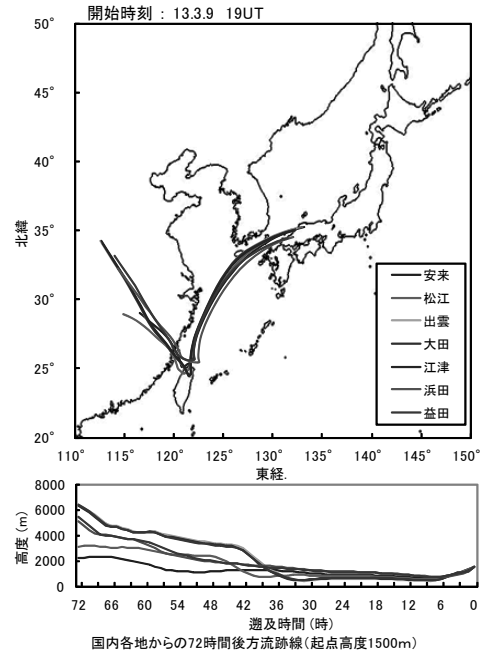 開始時刻 : 13.3.9 19UT
50°
45°
40°
35°
30°
25°
20°
北緯
110° 115° 120° 125° 130° 135° 140° 145° 150°
東経.
安来
松江
出雲
大田
江津
浜田
益田
8000
6000
4000
2000
0
高度(m)
72 66 60 54 48 42 36 30 24 18 12 6 0
遡及時間(時)
国内各地からの72時間後方流跡線(起点高度1500m)